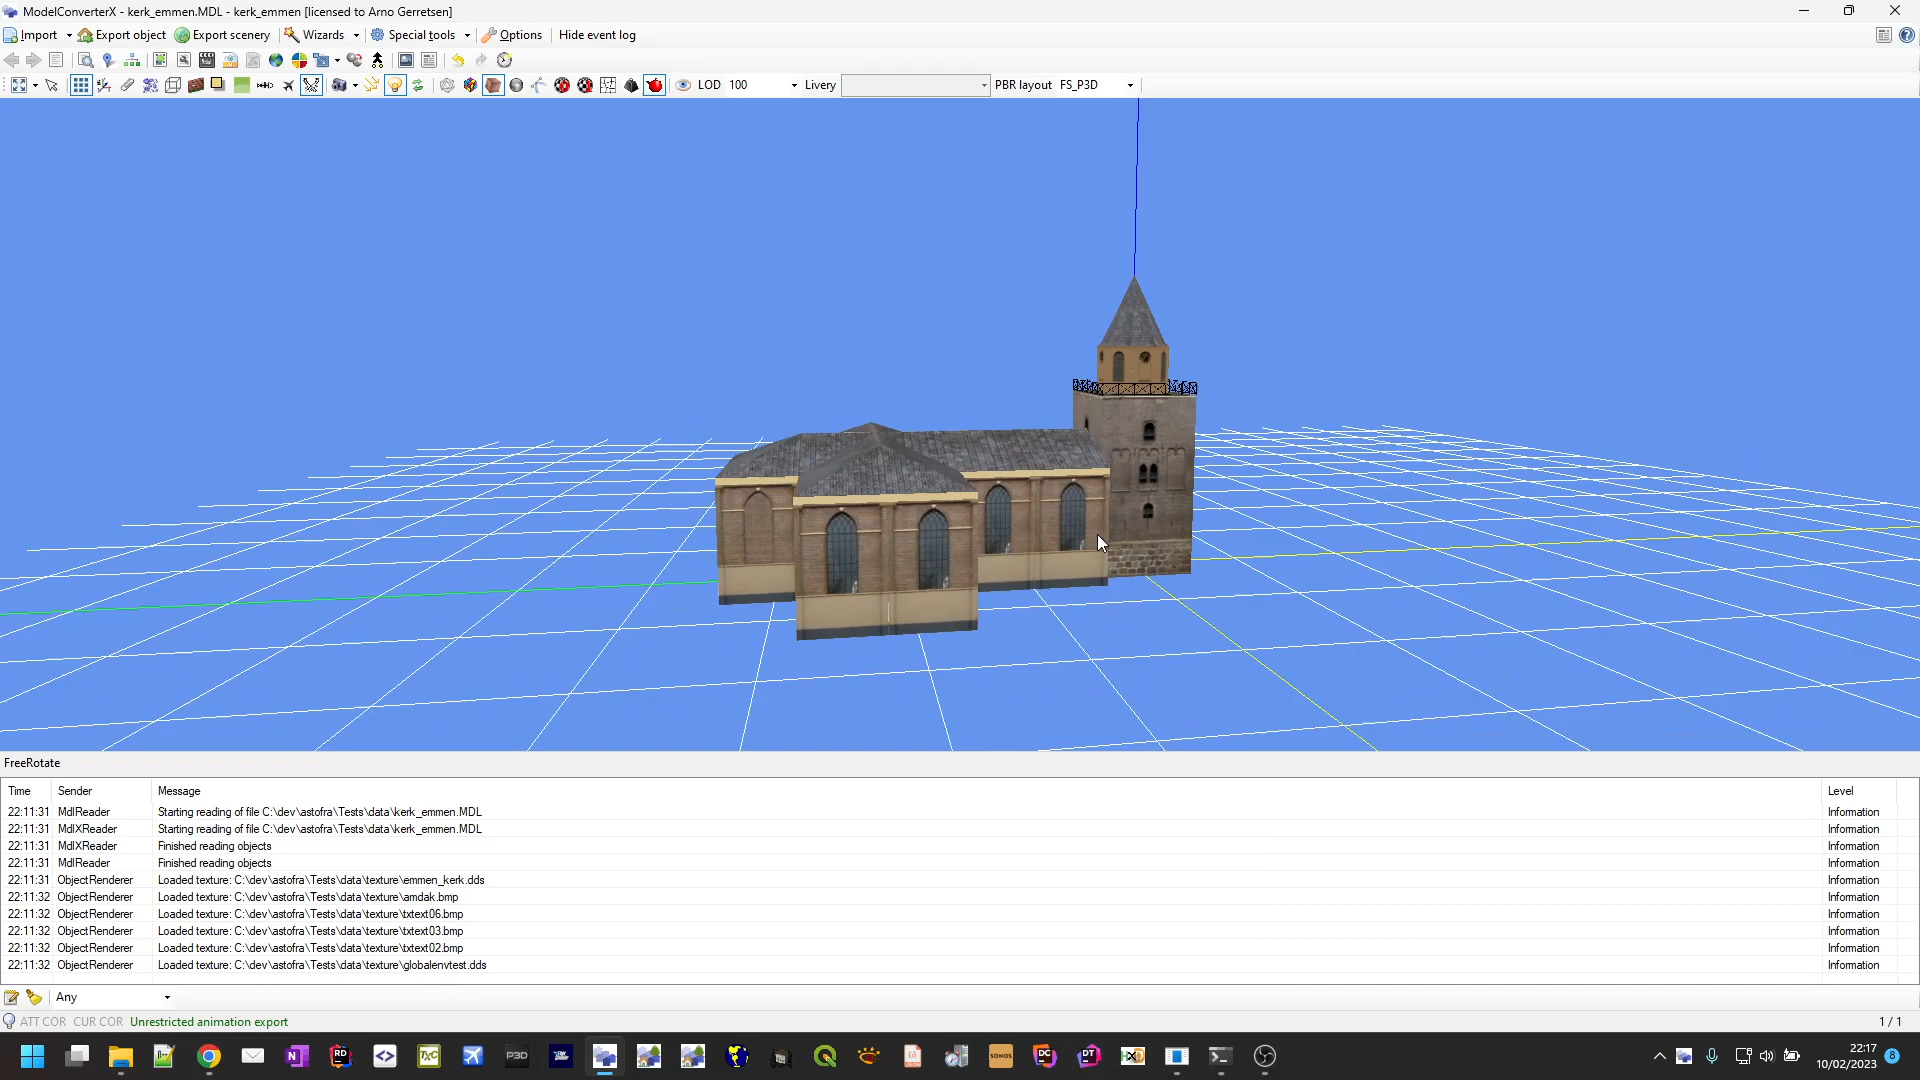 ModelConverterX - kerk_emmen.MDL - kerk_emmen [licensed to Arno Gerretsen]
Import Export object Export scenery Wizards Special tools Options Hide event log
LOD 100 Livery PBR layout FS_P3D
FreeRotate
Time Sender Message Level
22:11:31 MdlReader Starting reading of file C:\dev\astofra\Tests\data\kerk_emmen.MDL Information
22:11:31 MdlXReader Starting reading of file C:\dev\astofra\Tests\data\kerk_emmen.MDL Information
22:11:31 MdlXReader Finished reading objects Information
22:11:31 MdlReader Finished reading objects Information
22:11:31 ObjectRenderer Loaded texture: C:\dev\astofra\Tests\data\texture\emmen_kerk.dds Information
22:11:32 ObjectRenderer Loaded texture: C:\dev\astofra\Tests\data\texture\amdak.bmp Information
22:11:32 ObjectRenderer Loaded texture: C:\dev\astofra\Tests\data\texture\txtext06.bmp Information
22:11:32 ObjectRenderer Loaded texture: C:\dev\astofra\Tests\data\texture\txtext03.bmp Information
22:11:32 ObjectRenderer Loaded texture: C:\dev\astofra\Tests\data\texture\txtext02.bmp Information
22:11:32 ObjectRenderer Loaded texture: C:\dev\astofra\Tests\data\texture\globalenvtest.dds Information
Any
ATT COR CUR COR Unrestricted animation export 1 / 1
N RD TXC P3D SONOS DC DT HXD 22:17
10/02/2023 8